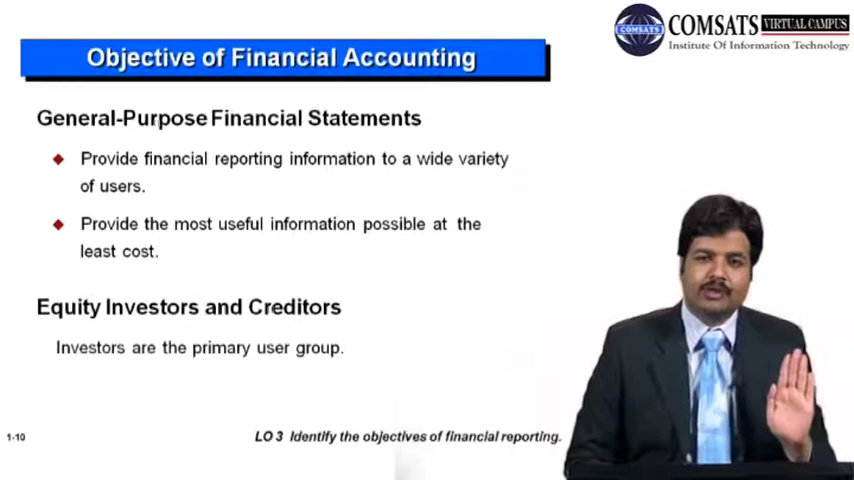 COMSATS VIRTUAL CAMPUS
COMSATS
Institute Of Information Technology
Objective of Financial Accounting
General-Purpose Financial Statements
Provide financial reporting information to a wide variety
of users.
Provide the most useful information possible at the
least cost.
Equity Investors and Creditors
Investors are the primary user group.
1-10
LO 3 Identify the objectives of financial reporting.